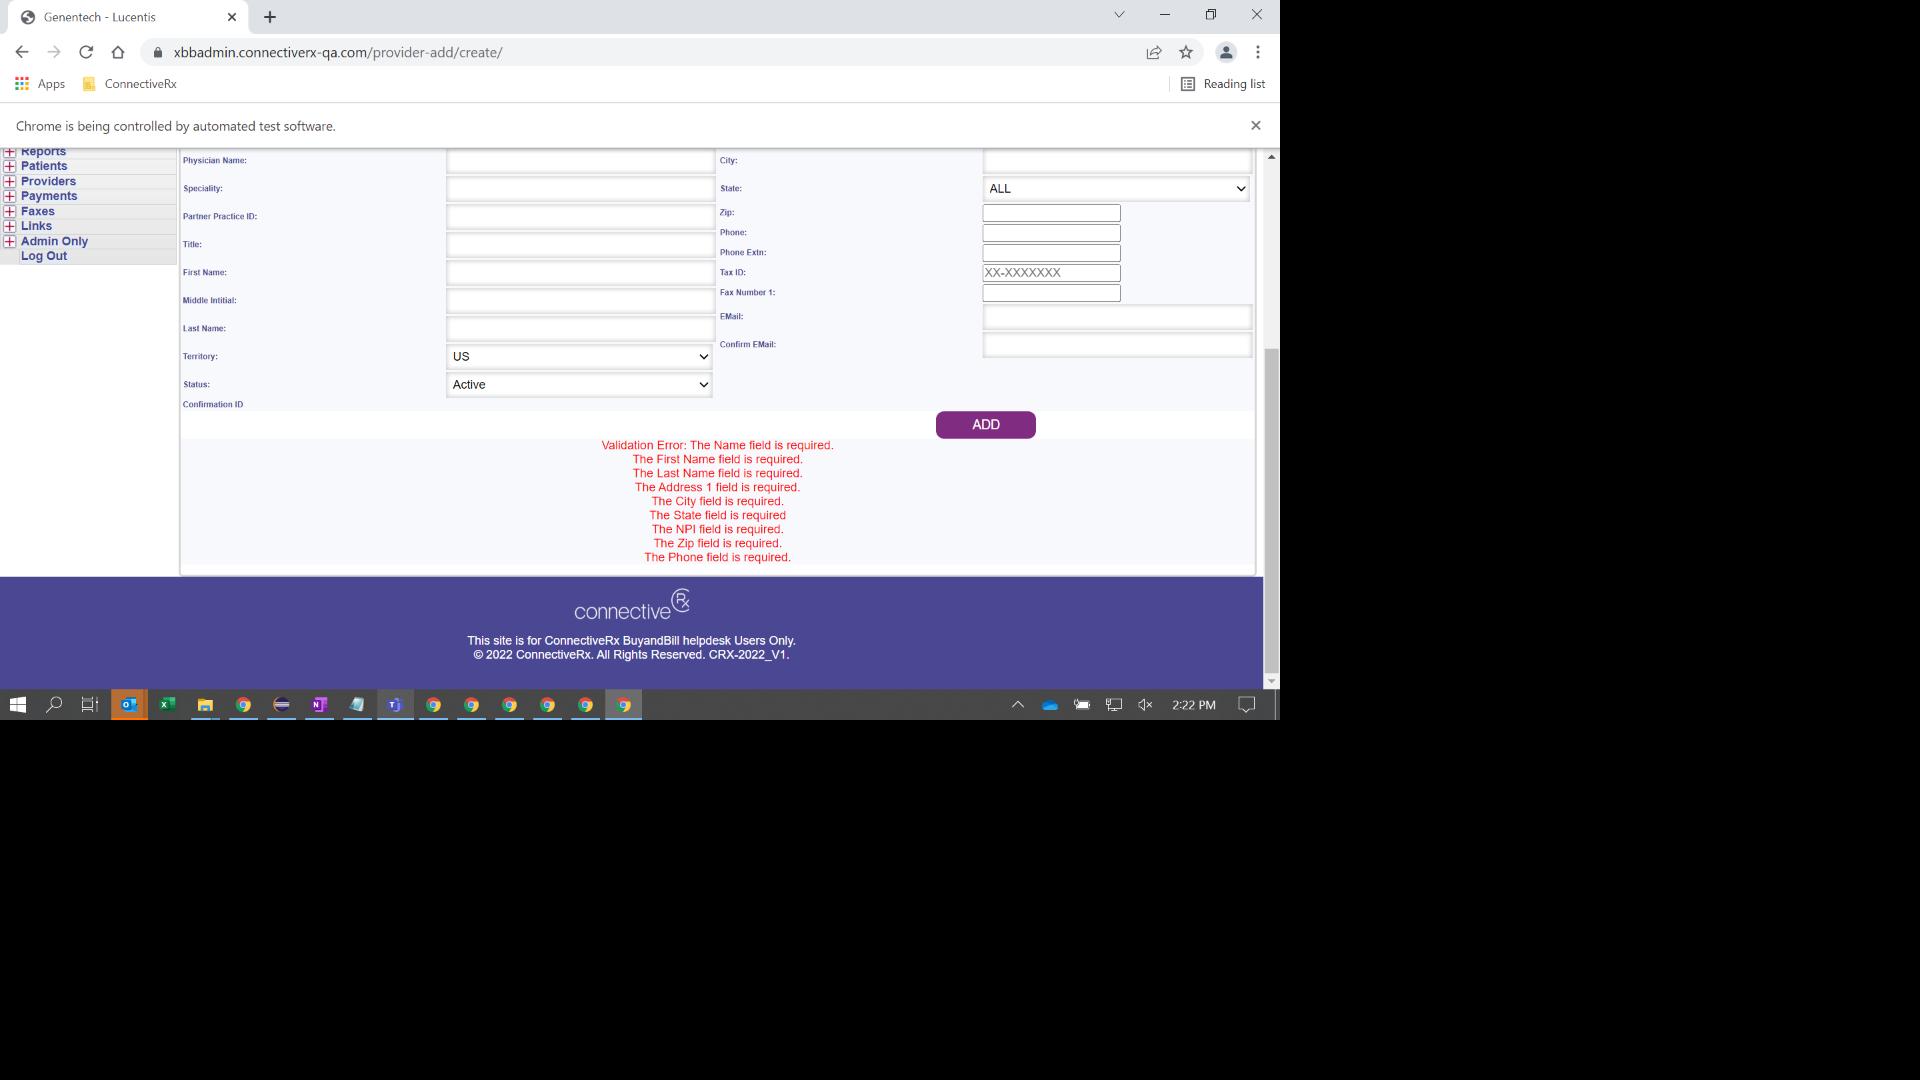 Genentech - Lucentis
xbbadmin.connectiverx-qa.com/provider-add/create/
Apps
ConnectiveRx
Reading list
Chrome is being controlled by automated test software.
Reports
Patients
Providers
Payments
Faxes
Links
Admin Only
Log Out
Physician Name:
Speciality:
Partner Practice ID:
Title:
First Name:
Middle Intitial:
Last Name:
Territory: US
Status: Active
Confirmation ID
City:
State: ALL
Zip:
Phone:
Phone Extn:
Tax ID: XX-XXXXXXX
Fax Number 1:
EMail:
Confirm EMail:
ADD
Validation Error: The Name field is required.
The First Name field is required.
The Last Name field is required.
The Address 1 field is required.
The City field is required.
The State field is required
The NPI field is required.
The Zip field is required.
The Phone field is required.
connectiveRx
This site is for ConnectiveRx BuyandBill helpdesk Users Only.
© 2022 ConnectiveRx. All Rights Reserved. CRX-2022_V1.
2:22 PM